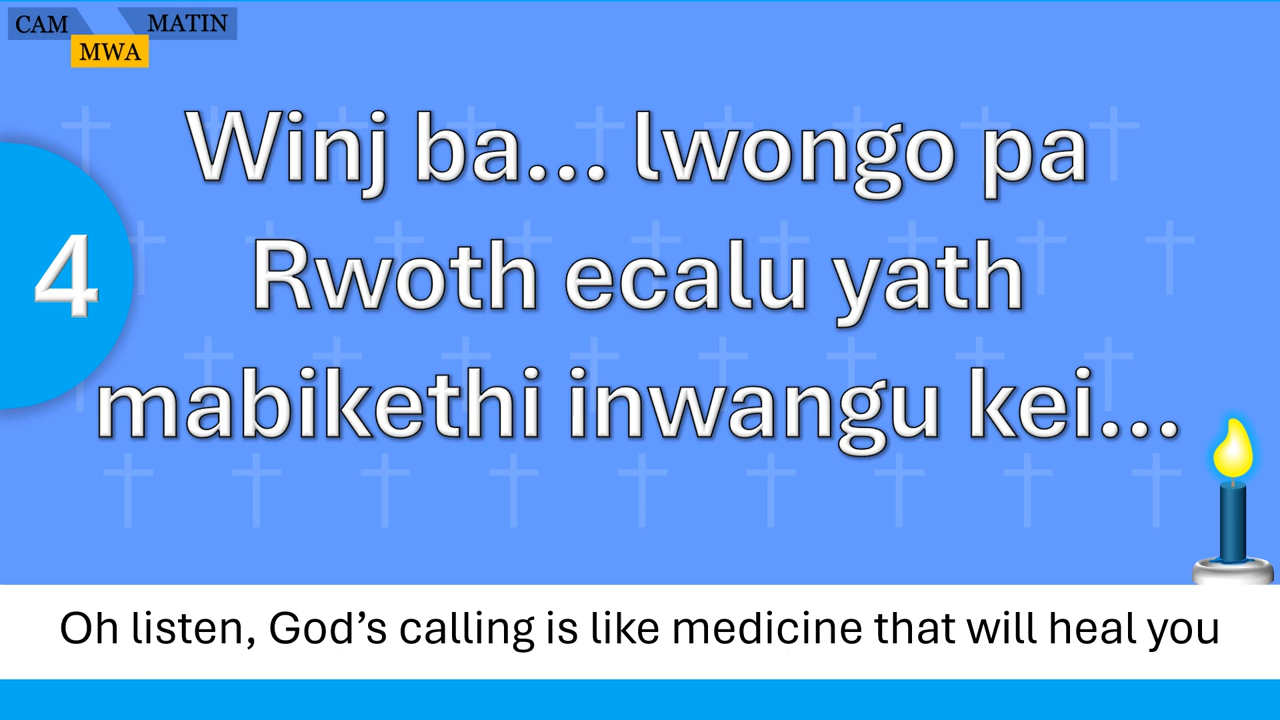 CAM MATIN
MWA
Winj ba... lwongo pa
4
Rwoth ecalu yath
mabikethi inwangu kei...
Oh listen, God’s calling is like medicine that will heal you